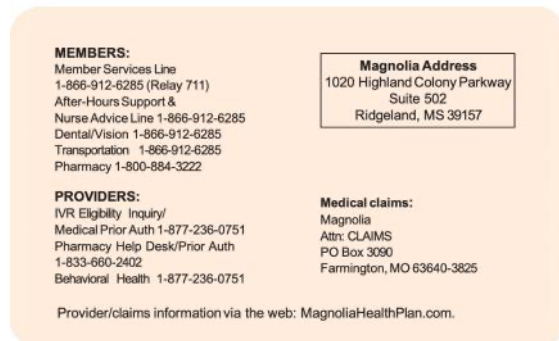 MEMBERS:
Member Services Line
1-866-912-6285 (Relay 711)
After-Hours Support &
Nurse Advice Line 1-866-912-6285
Dental/Vision 1-866-912-6285
Transportation 1-866-912-6285
Pharmacy 1-800-884-3222
Magnolia Address
1020 Highland Colony Parkway
Suite 502
Ridgeland, MS 39157
PROVIDERS:
IVR Eligibility Inquiry/
Medical Prior Auth 1-877-236-0751
Pharmacy Help Desk/Prior Auth
1-833-660-2402
Behavioral Health 1-877-236-0751
Medical claims:
Magnolia
Attn: CLAIMS
PO Box 3090
Farmington, MO 63640-3825
Provider/claims information via the web: MagnoliaHealthPlan.com.